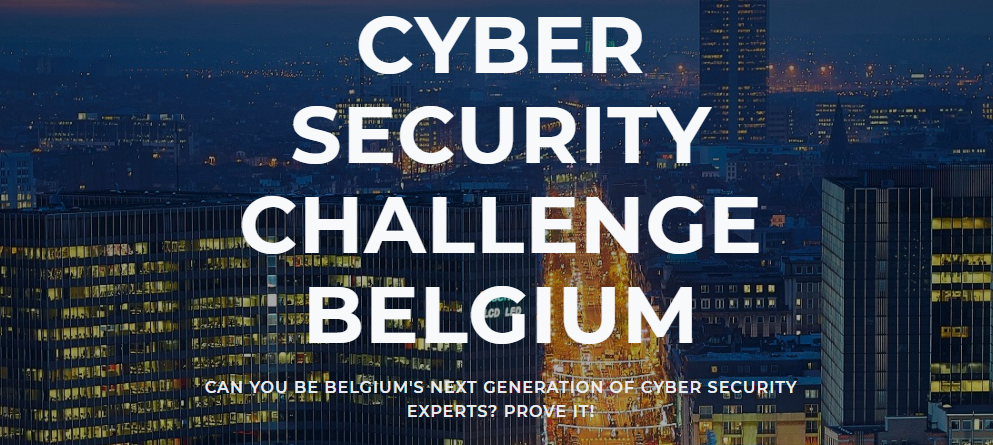 CYBER
SECURITY
CHALLENGE
BELGIUM
CAN YOU BE BELGIUM'S NEXT GENERATION OF CYBER SECURITY
EXPERTS? PROVE IT!